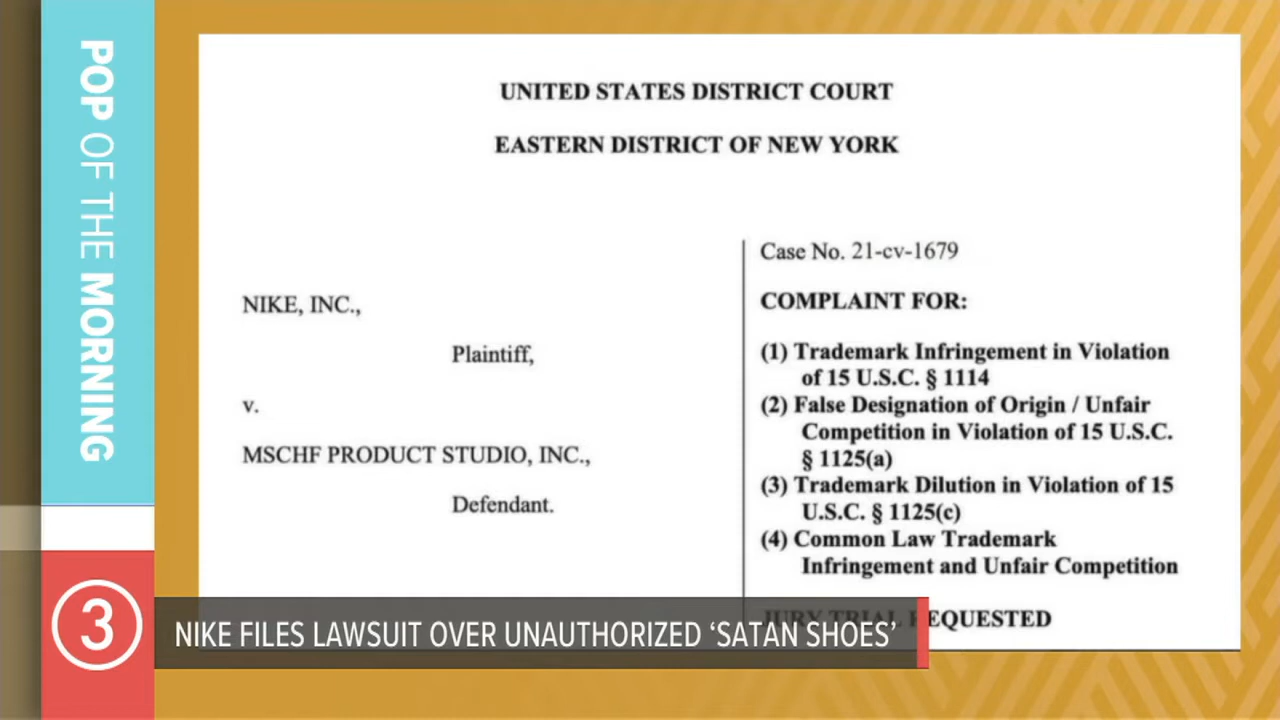 POP OF THE MORNING
UNITED STATES DISTRICT COURT
EASTERN DISTRICT OF NEW YORK
NIKE, INC.,
Plaintiff,
v.
MSCHF PRODUCT STUDIO, INC.,
Defendant.
Case No. 21-cv-1679
COMPLAINT FOR:
(1) Trademark Infringement in Violation
of 15 U.S.C. § 1114
(2) False Designation of Origin / Unfair
Competition in Violation of 15 U.S.C.
§ 1125(a)
(3) Trademark Dilution in Violation of 15
U.S.C. § 1125(c)
(4) Common Law Trademark
Infringement and Unfair Competition
JURY TRIAL REQUESTED
3
NIKE FILES LAWSUIT OVER UNAUTHORIZED ‘SATAN SHOES’